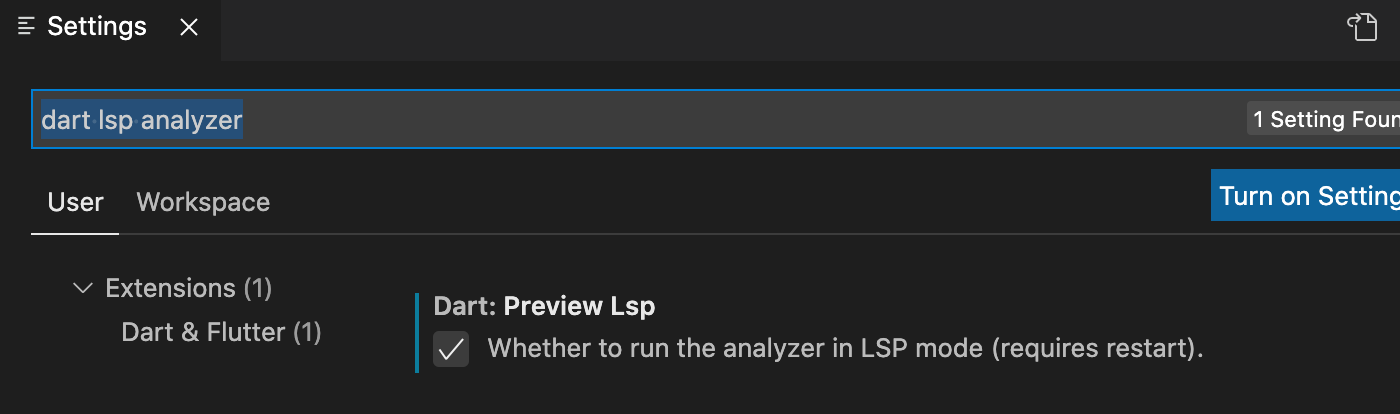 Settings
dart lsp analyzer
1 Setting Foun
User Workspace
Turn on Setting
Extensions (1)
Dart & Flutter (1)
Dart: Preview Lsp
Whether to run the analyzer in LSP mode (requires restart).